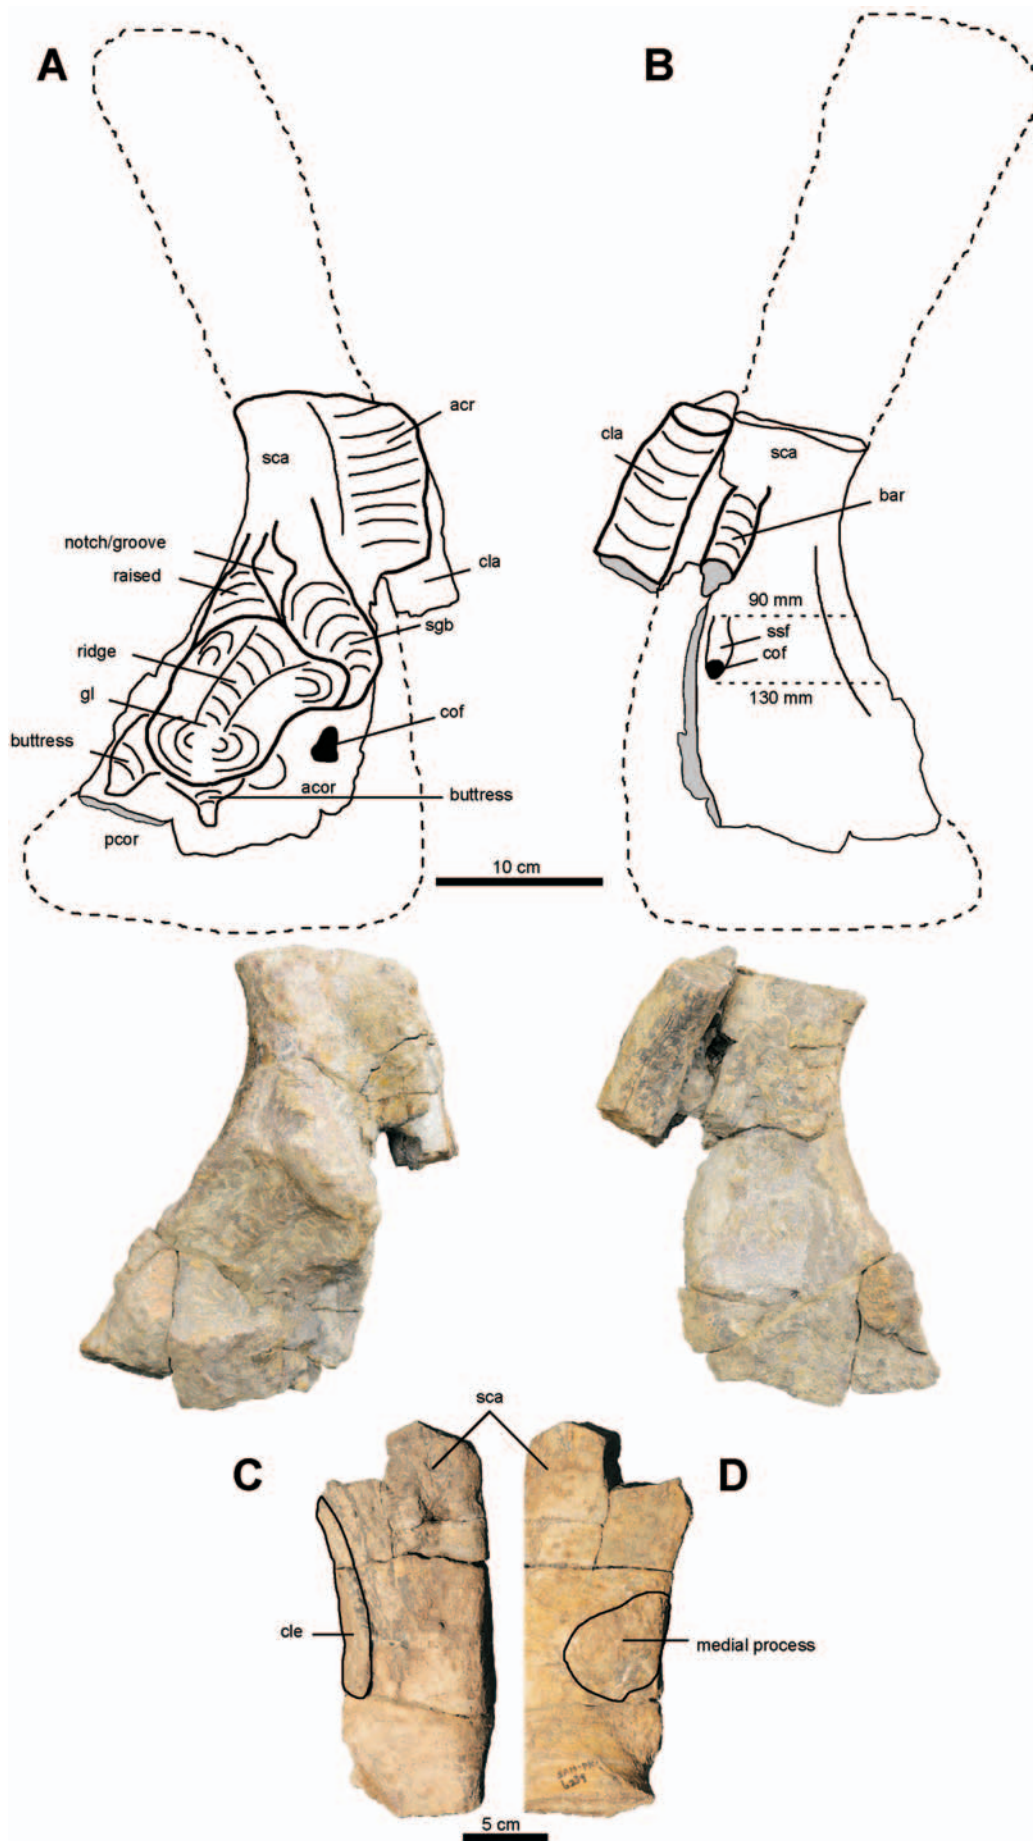 A
B
acr
sca
cla
sca
bar
notch/groove
raised
cla
90 mm
ssf
sgb
cof
ridge
130 mm
gl
cof
buttress
acor
buttress
pcor
10 cm
sca
C
D
cle
medial process
6239
5 cm